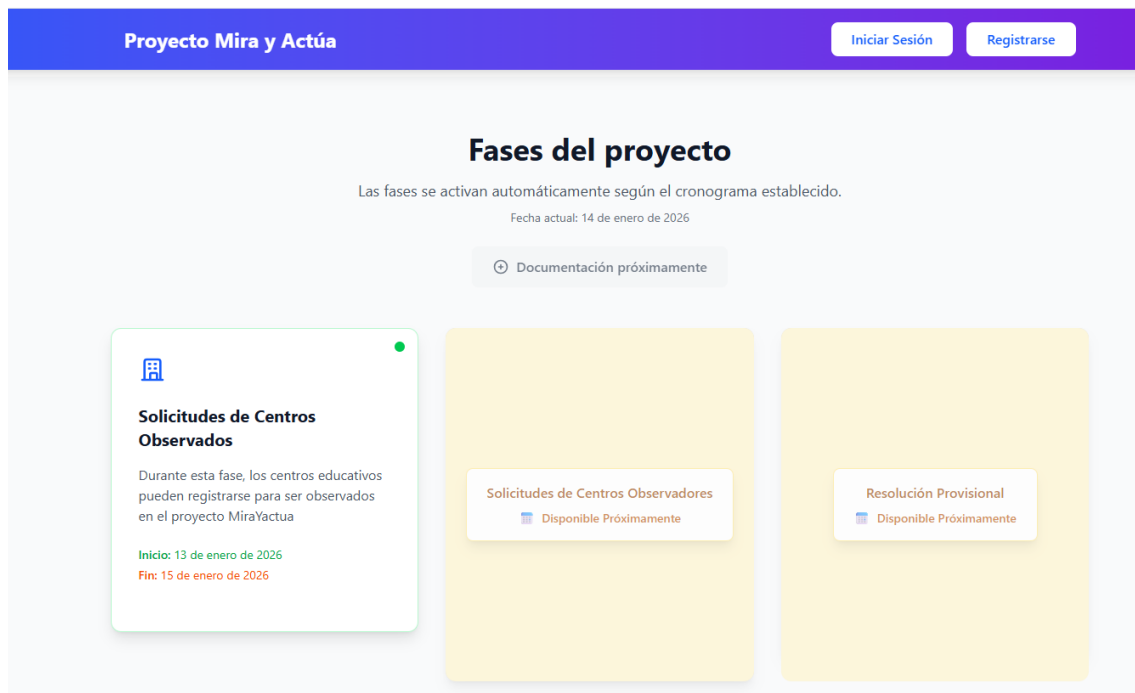 Proyecto Mira y Actúa
Iniciar Sesión
Registrarse
Fases del proyecto
Las fases se activan automáticamente según el cronograma establecido.
Fecha actual: 14 de enero de 2026
Documentación próximamente
Solicitudes de Centros
Observados
Durante esta fase, los centros educativos
pueden registrarse para ser observados
en el proyecto MiraYactua
Inicio: 13 de enero de 2026
Fin: 15 de enero de 2026
Solicitudes de Centros Observadores
Disponible Próximamente
Resolución Provisional
Disponible Próximamente